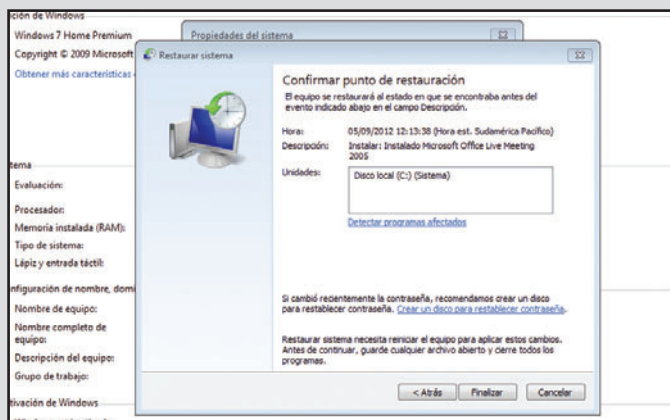 ción de Windows
Windows 7 Home Premium
Copyright © 2009 Microsoft
Obtener más características
Propiedades del sistema
Restaurar sistema
Confirmar punto de restauración
El equipo se restaurará al estado en que se encontraba antes del
evento indicado abajo en el campo Descripción.
Hora: 05/09/2012 12:13:38 (Hora est. Sudamérica Pacífico)
Descripción: Instalar: Instalado Microsoft Office Live Meeting
2005
Unidades: Disco local (C:) (Sistema)
Detectar programas afectados
Si cambió recientemente la contraseña, recomendamos crear un disco
para restablecer contraseña. Crear un disco para restablecer contraseña.
Restaurar sistema necesita reiniciar el equipo para aplicar estos cambios.
Antes de continuar, guarde cualquier archivo abierto y cierre todos los
programas.
< Atrás Finalizar Cancelar
tema
Evaluación:
Procesador:
Memoria instalada (RAM):
Tipo de sistema:
Lápiz y entrada táctil:
nfiguración de nombre, domi
Nombre de equipo:
Nombre completo de
equipo:
Descripción del equipo:
Grupo de trabajo:
tivación de Windows